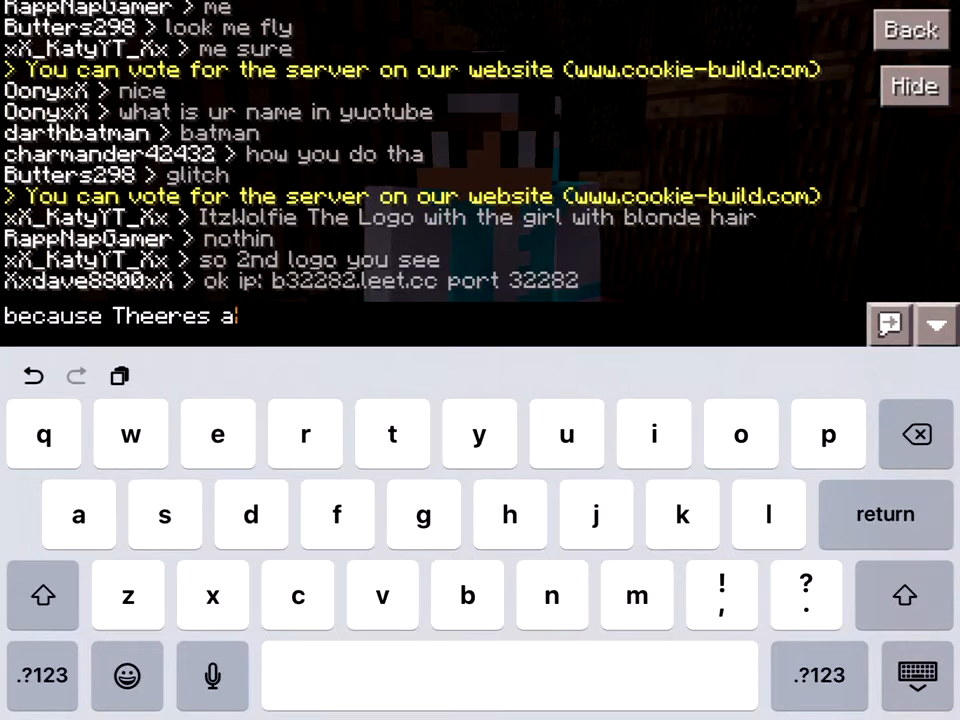 RappNapGamer > me
Butters298 > look me fly
xX_KatyYT_Xx > me sure
> You can vote for the server on our website (www.cookie-build.com)
OonyxX > nice
OonyxX > what is ur name in yuotube
darthbatman > batman
charmander42432 > how you do tha
Butters298 > glitch
> You can vote for the server on our website (www.cookie-build.com)
xX_KatyYT_Xx > ItzWolfie The Logo with the girl with blonde hair
RappNapGamer > nothin
xX_KatyYT_Xx > so 2nd logo you see
Xxdave8800xX > ok ip: b32282.leet.cc port 32282
because Theeres a
Back
Hide
q w e r t y u i o p
a s d f g h j k l return
z x c v b n m ! , ? .
.?123 .?123